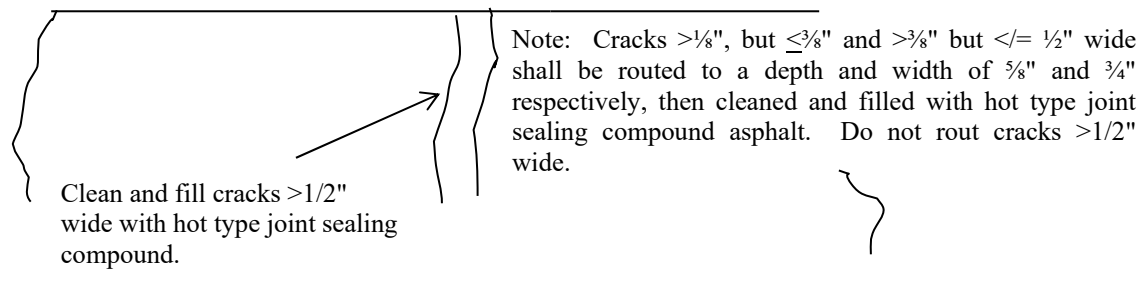 Note: Cracks >⅛", but ≤⅜" and >⅜" but </= ½" wide
shall be routed to a depth and width of ⅝" and ¾"
respectively, then cleaned and filled with hot type joint
sealing compound asphalt. Do not rout cracks >1/2"
wide.
Clean and fill cracks >1/2"
wide with hot type joint sealing
compound.